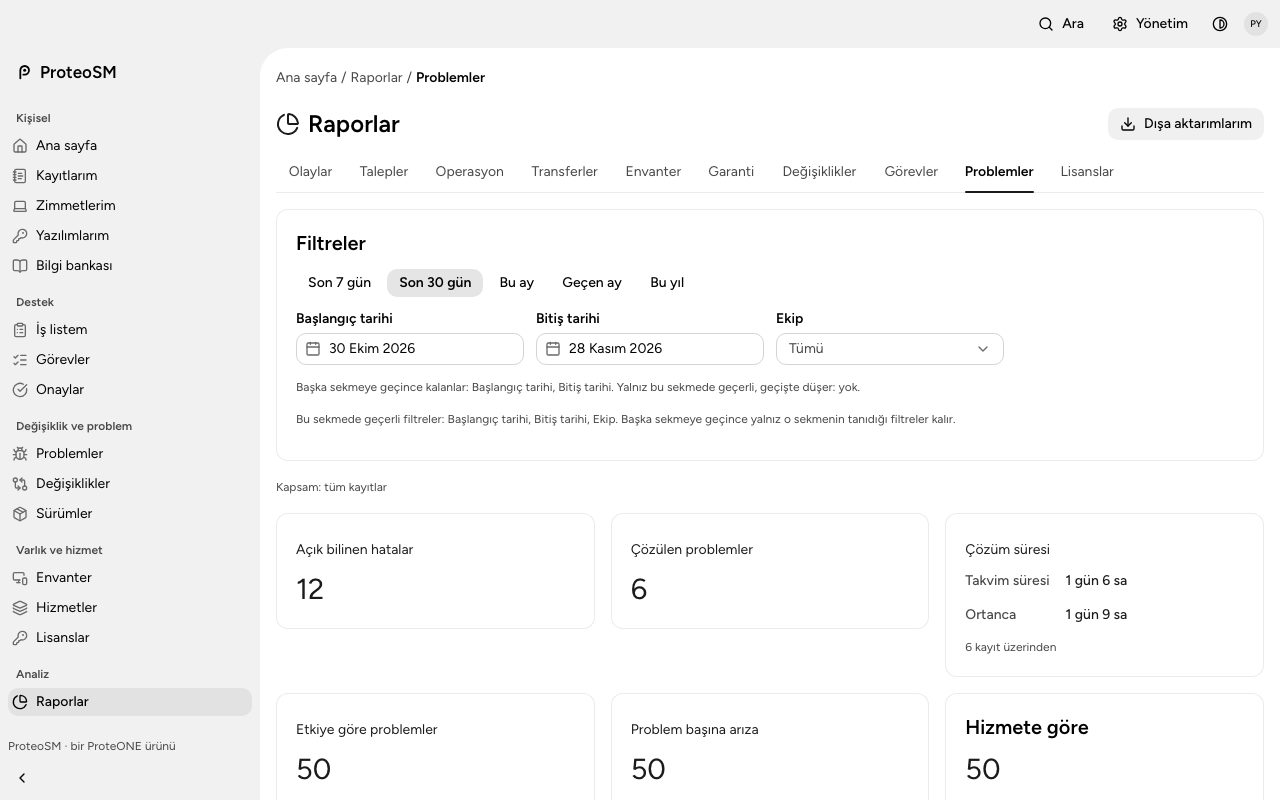 Ara
Yönetim
PY
ProteoSM
Kişisel
Ana sayfa
Kayıtlarım
Zimmetlerim
Yazılımlarım
Bilgi bankası
Destek
İş listem
Görevler
Onaylar
Değişiklik ve problem
Problemler
Değişiklikler
Sürümler
Varlık ve hizmet
Envanter
Hizmetler
Lisanslar
Analiz
Raporlar
ProteoSM · bir ProteONE ürünü
Ana sayfa / Raporlar / Problemler
Raporlar
Dışa aktarımlarım
Olaylar Talepler Operasyon Transferler Envanter Garanti Değişiklikler Görevler Problemler Lisanslar
Filtreler
Son 7 gün Son 30 gün Bu ay Geçen ay Bu yıl
Başlangıç tarihi Bitiş tarihi Ekip
30 Ekim 2026 28 Kasım 2026 Tümü
Başka sekmeye geçince kalanlar: Başlangıç tarihi, Bitiş tarihi. Yalnız bu sekmede geçerli, geçişte düşer: yok.
Bu sekmede geçerli filtreler: Başlangıç tarihi, Bitiş tarihi, Ekip. Başka sekmeye geçince yalnız o sekmenin tanıdığı filtreler kalır.
Kapsam: tüm kayıtlar
Açık bilinen hatalar
12
Çözülen problemler
6
Çözüm süresi
Takvim süresi 1 gün 6 sa
Ortanca 1 gün 9 sa
6 kayıt üzerinden
Etkiye göre problemler
50
Problem başına arıza
50
Hizmete göre
50